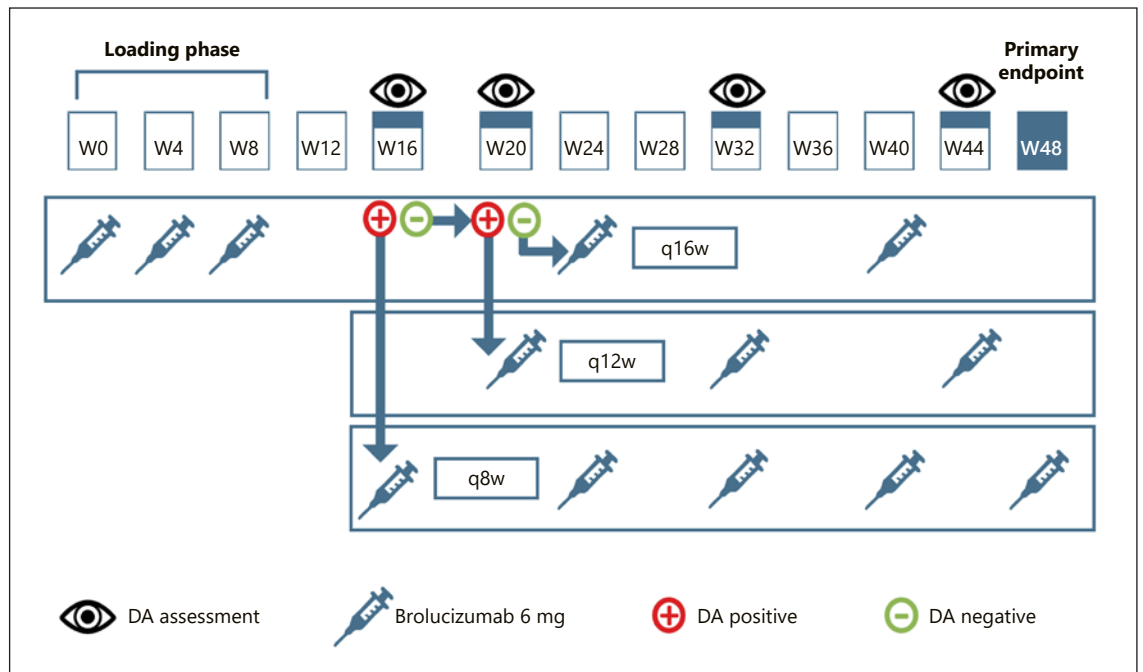 Loading phase
Primary
endpoint
W0 W4 W8 W12 W16 W20 W24 W28 W32 W36 W40 W44 W48
q16w
q12w
q8w
DA assessment Brolucizumab 6 mg DA positive DA negative